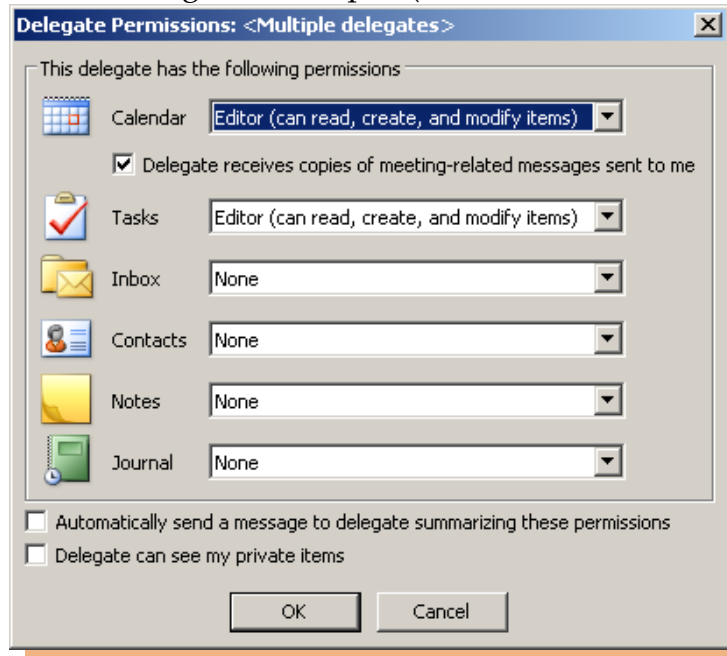 Delegate Permissions: <Multiple delegates>
This delegate has the following permissions
Calendar Editor (can read, create, and modify items)
Delegate receives copies of meeting-related messages sent to me
Tasks Editor (can read, create, and modify items)
Inbox None
Contacts None
Notes None
Journal None
Automatically send a message to delegate summarizing these permissions
Delegate can see my private items
OK Cancel